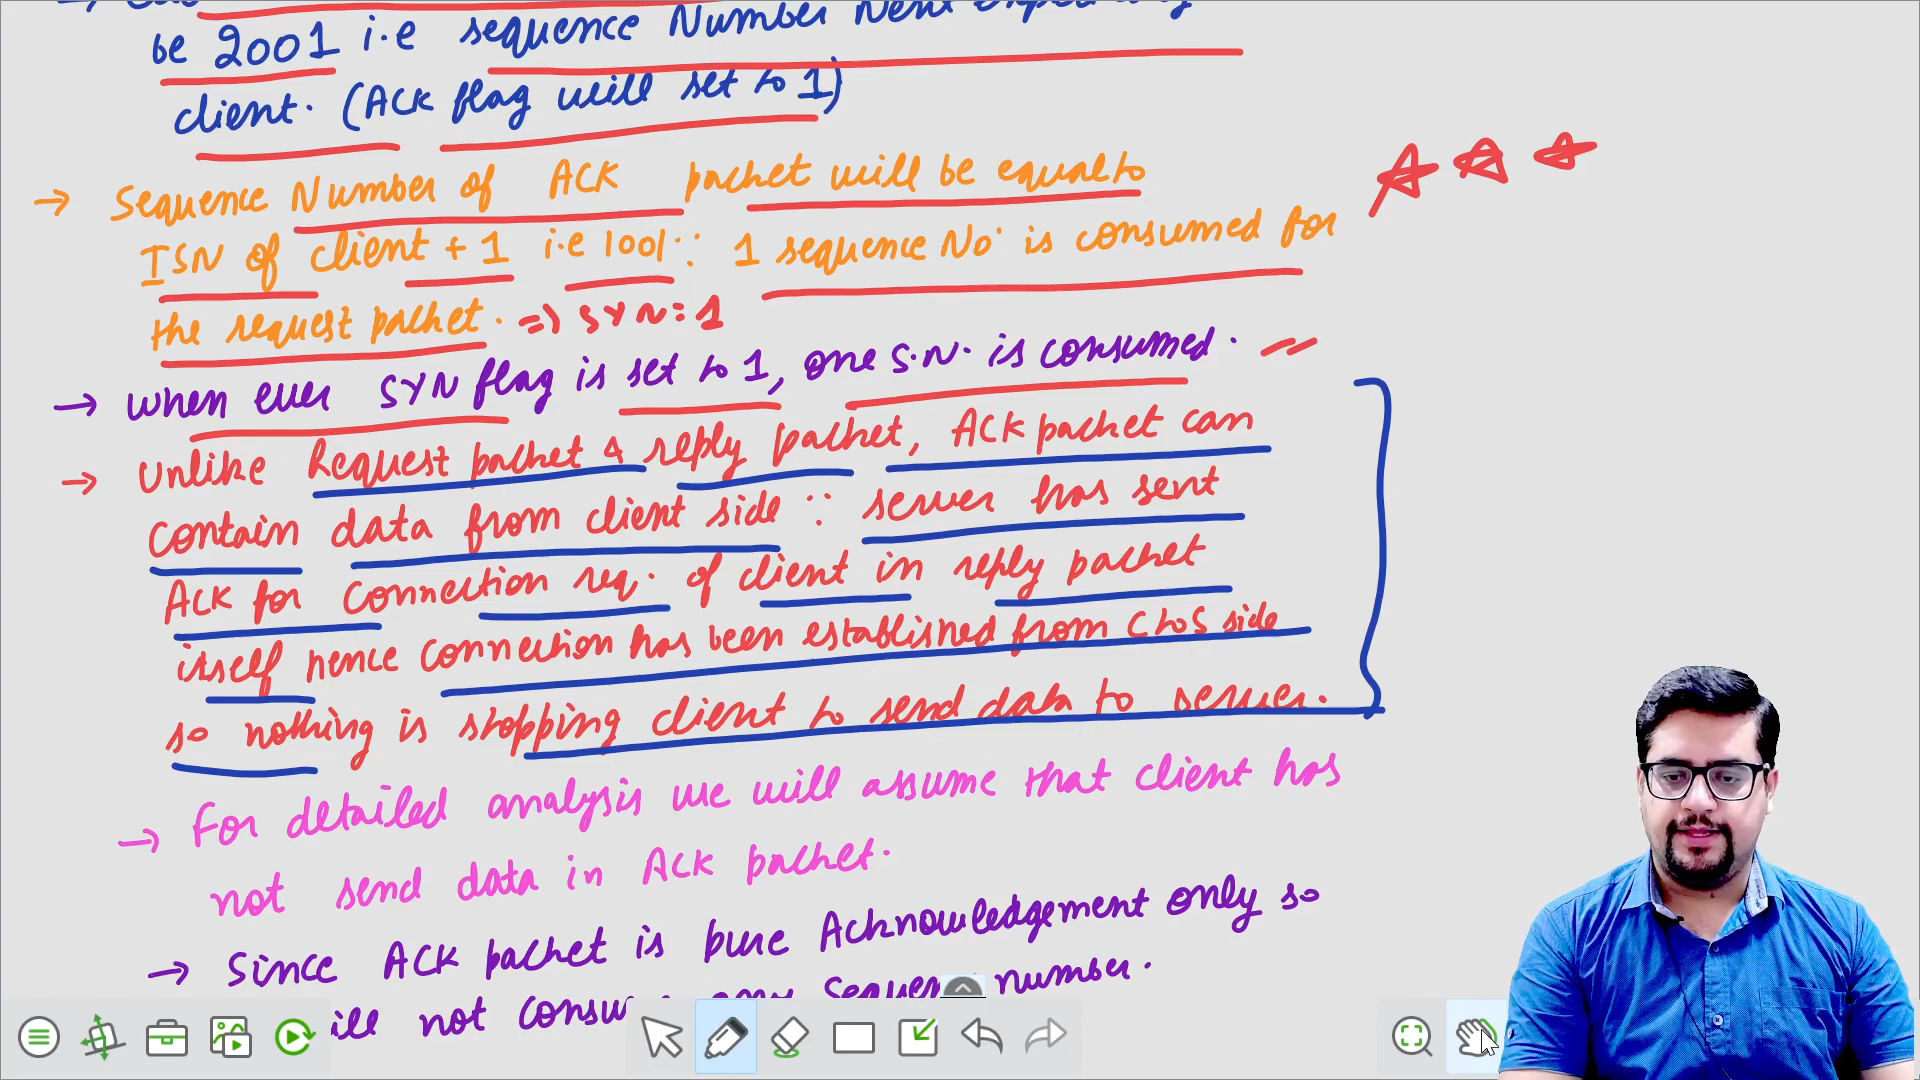 be 2001 i.e sequence Number Next
client. (ACK flag will set to 1)
→ Sequence Number of ACK packet will be equal to
ISN of client + 1 i.e 1001 ∵ 1 sequence No. is consumed for
the request packet. => SYN = 1
→ when ever SYN flag is set to 1, one S.N. is consumed.
→ Unlike Request packet & reply packet, ACK packet can
contain data from client side ∵ server has sent
ACK for connection req. of client in reply packet
itself hence connection has been established from C to S side
so nothing is stopping client to send data to server.
→ For detailed analysis we will assume that client has
not send data in ACK packet.
→ Since ACK packet is pure Acknowledgement only so
not number.